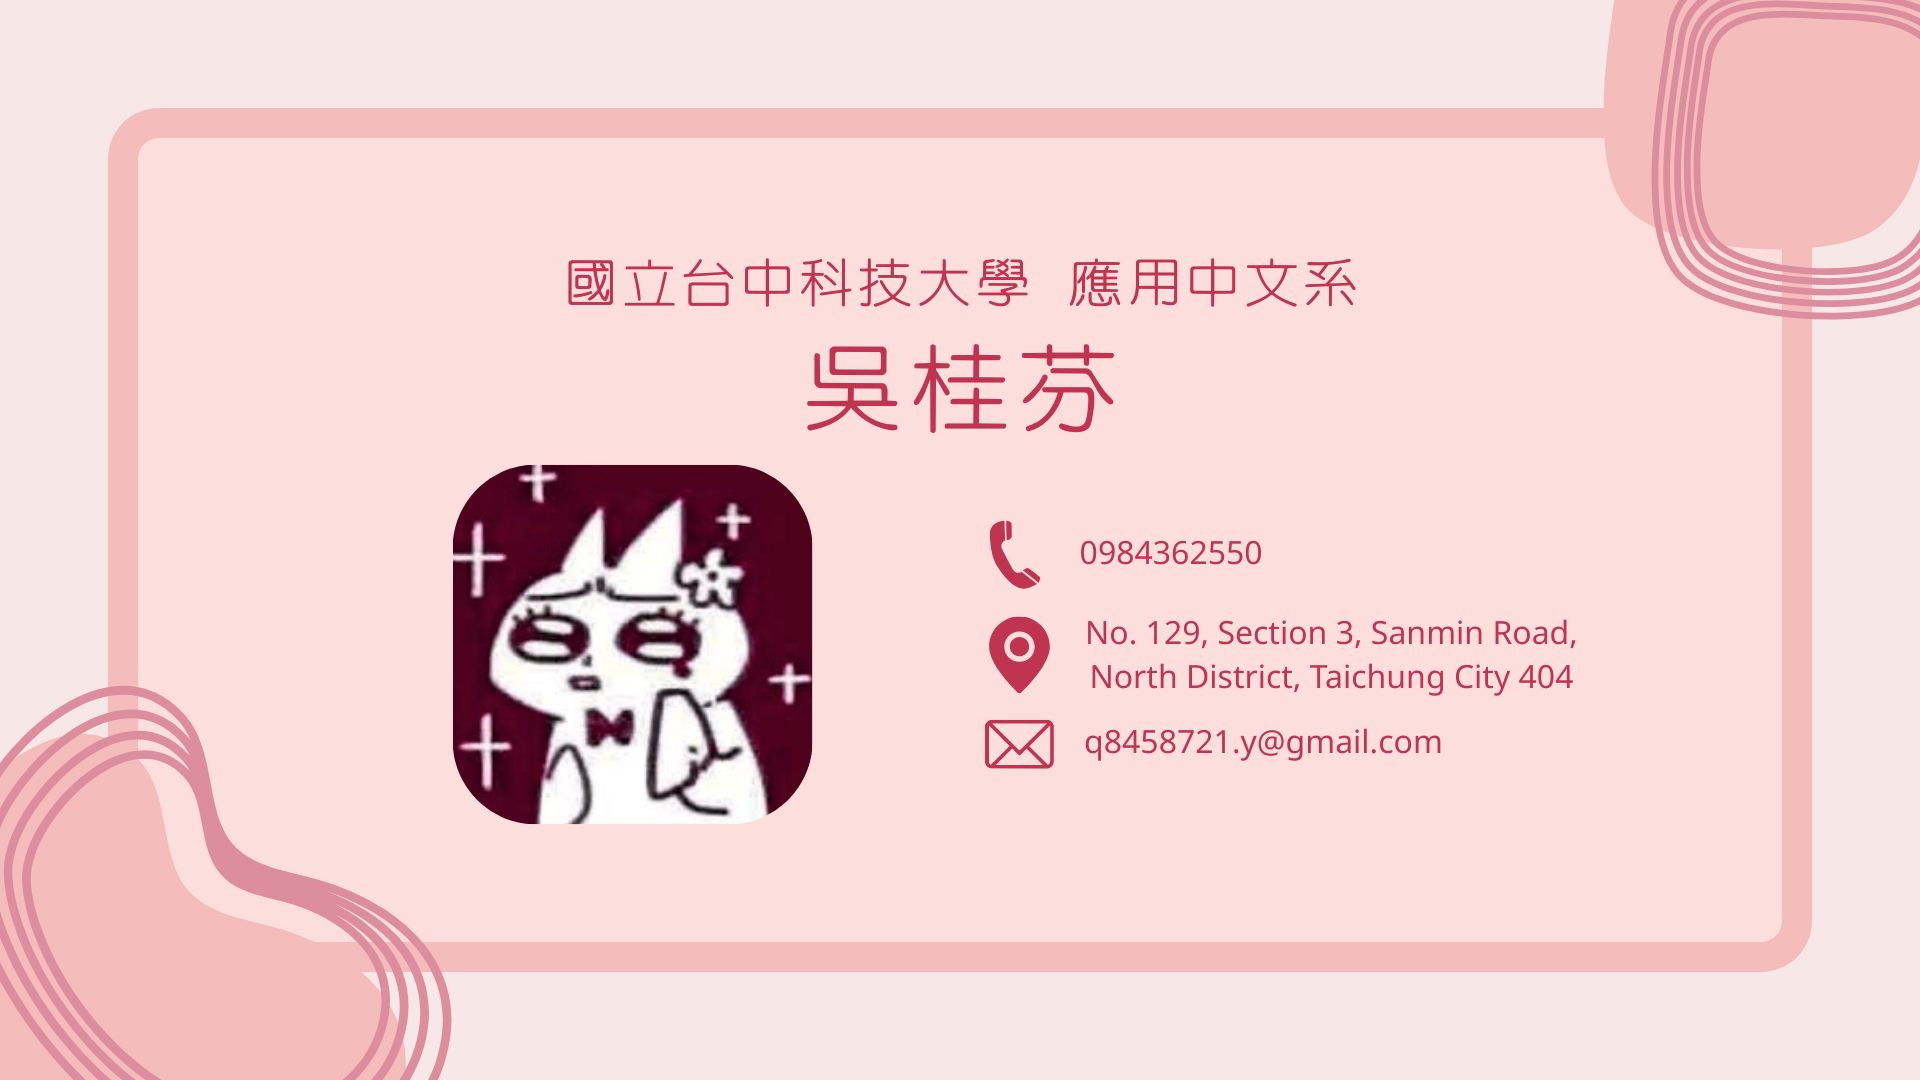 國立台中科技大學 應用中文系
吳桂芬
0984362550
No. 129, Section 3, Sanmin Road,
North District, Taichung City 404
q8458721.y@gmail.com